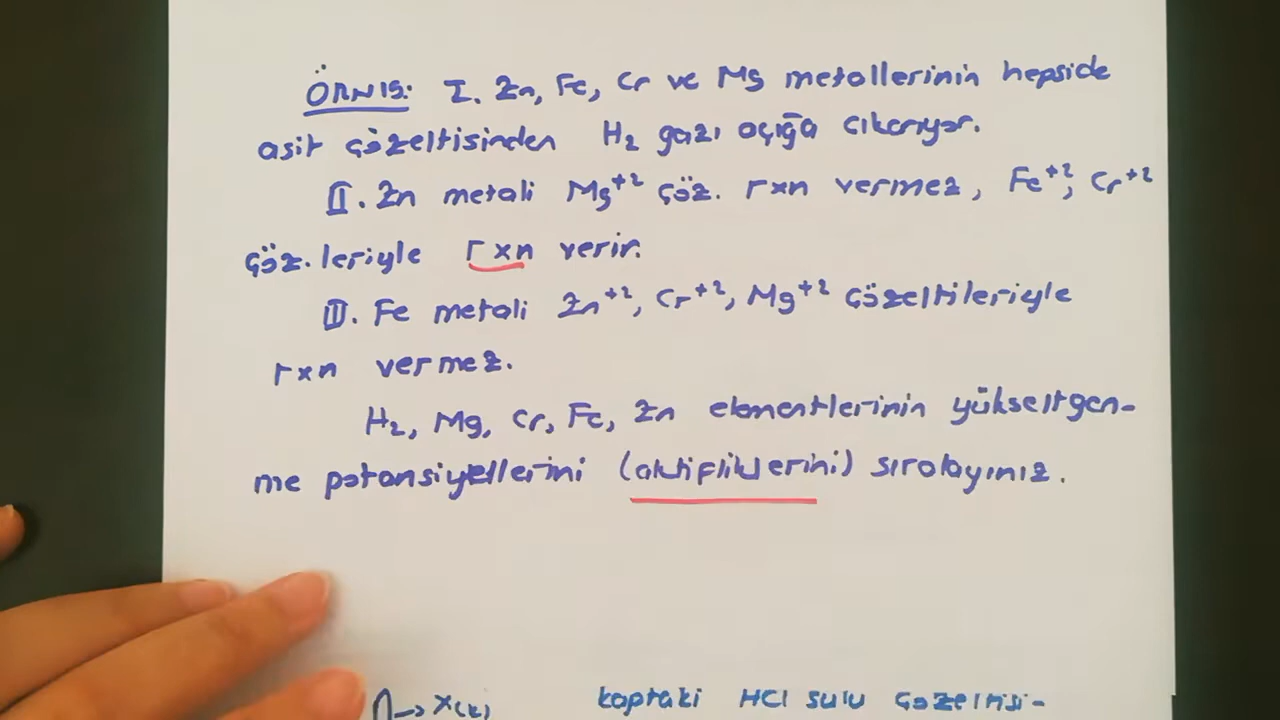 ÖRN15: I. Zn, Fe, Cr ve Mg metallerinin hepside
asit çözeltisinden H₂ gazı açığa çıkarıyor.
II. Zn metali Mg⁺² çöz. rxn vermez, Fe⁺², Cr⁺²
çöz.leriyle rxn verir.
III. Fe metali Zn⁺², Cr⁺², Mg⁺² çözeltileriyle
rxn vermez.
H₂, Mg, Cr, Fe, Zn elementlerinin yükseltgen-
me potansiyellerini (aktifliklerini) sıralayınız.
→ X(k) kaptaki HCl sulu çözeltisi-